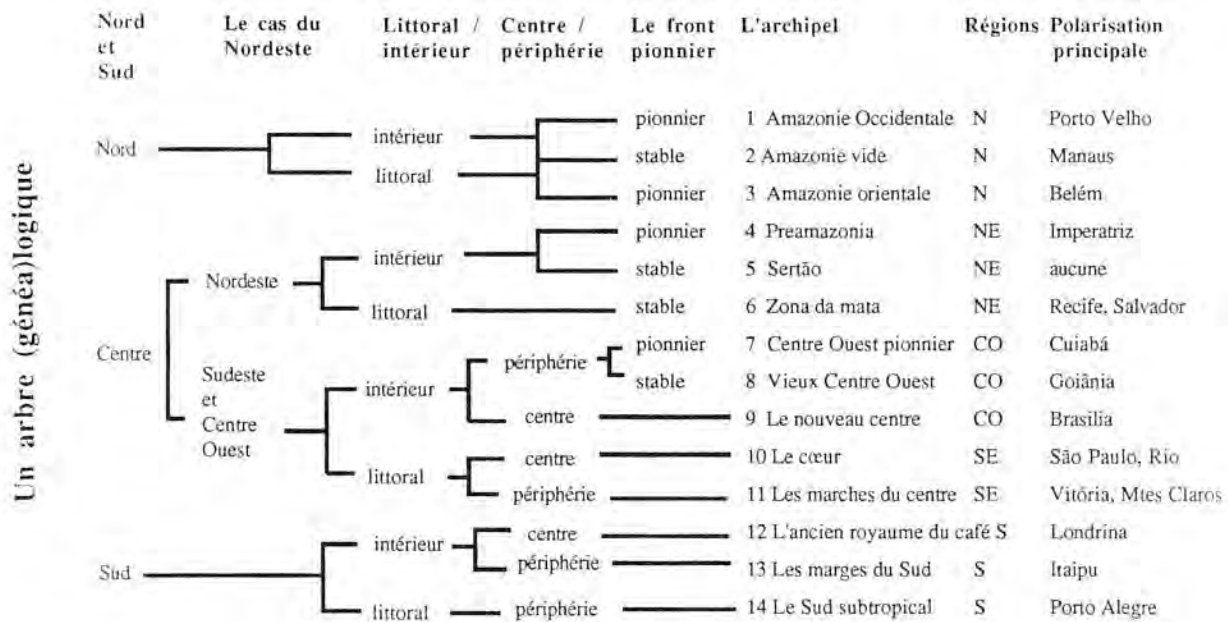 Nord et Sud
Le cas du Nordeste
Littoral / intérieur
Centre / périphérie
Le front pionnier
L'archipel
Régions
Polarisation principale
Un arbre (généa)logique
Nord
intérieur
littoral
pionnier 1 Amazonie Occidentale N Porto Velho
stable 2 Amazonie vide N Manaus
pionnier 3 Amazonie orientale N Belém
Centre
Nordeste
intérieur
pionnier 4 Preamazonia NE Imperatriz
stable 5 Sertão NE aucune
littoral
stable 6 Zona da mata NE Recife, Salvador
Sudeste
et
Centre
Ouest
intérieur
périphérie
pionnier 7 Centre Ouest pionnier CO Cuiabá
stable 8 Vieux Centre Ouest CO Goiânia
centre 9 Le nouveau centre CO Brasilia
littoral
centre 10 Le cœur SE São Paulo, Rio
périphérie 11 Les marches du centre SE Vitória, Mtes Claros
Sud
intérieur
centre 12 L'ancien royaume du café S Londrina
périphérie 13 Les marges du Sud S Itaipu
littoral périphérie 14 Le Sud subtropical S Porto Alegre